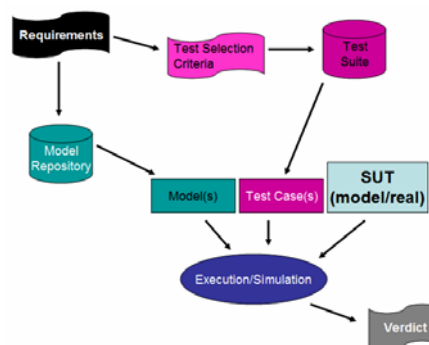 Requirements
Test Selection
Criteria
Test
Suite
Model
Repository
Model(s)
Test Case(s)
SUT
(model/real)
Execution/Simulation
Verdict